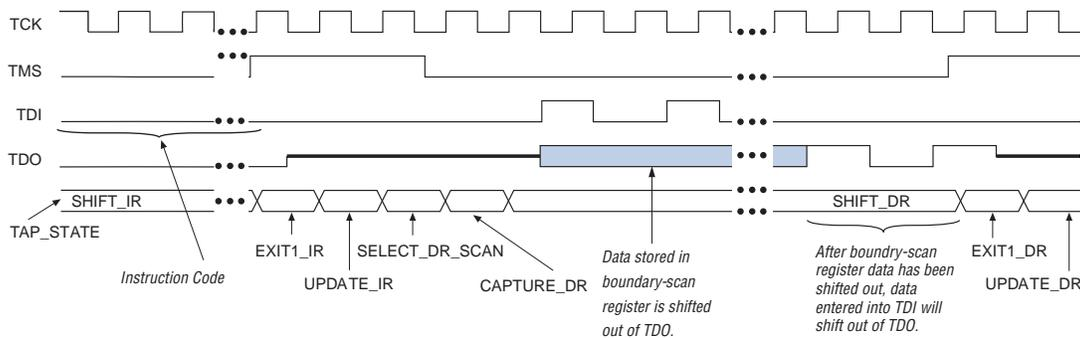 TCK
TMS
TDI
TDO
SHIFT_IR
SHIFT_DR
TAP_STATE
EXIT1_IR
SELECT_DR_SCAN
Instruction Code
UPDATE_IR
CAPTURE_DR
Data stored in
boundary-scan
register is shifted
out of TDO.
After boundry-scan
register data has been
shifted out, data
entered into TDI will
shift out of TDO.
EXIT1_DR
UPDATE_DR